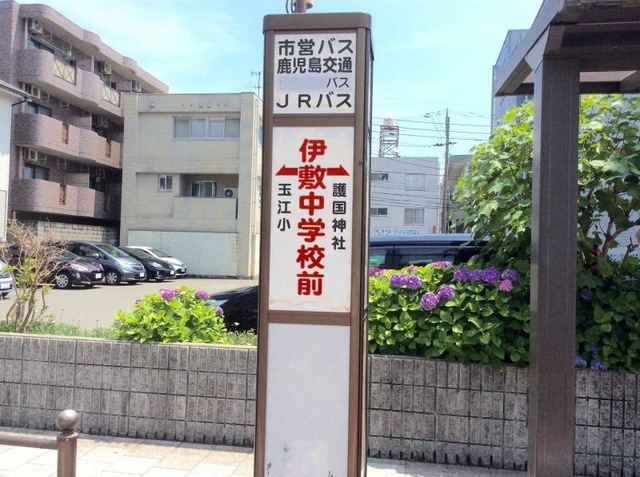 市営バス
鹿児島交通
バス
JRバス
伊敷中学校前
玉江小
護国神社